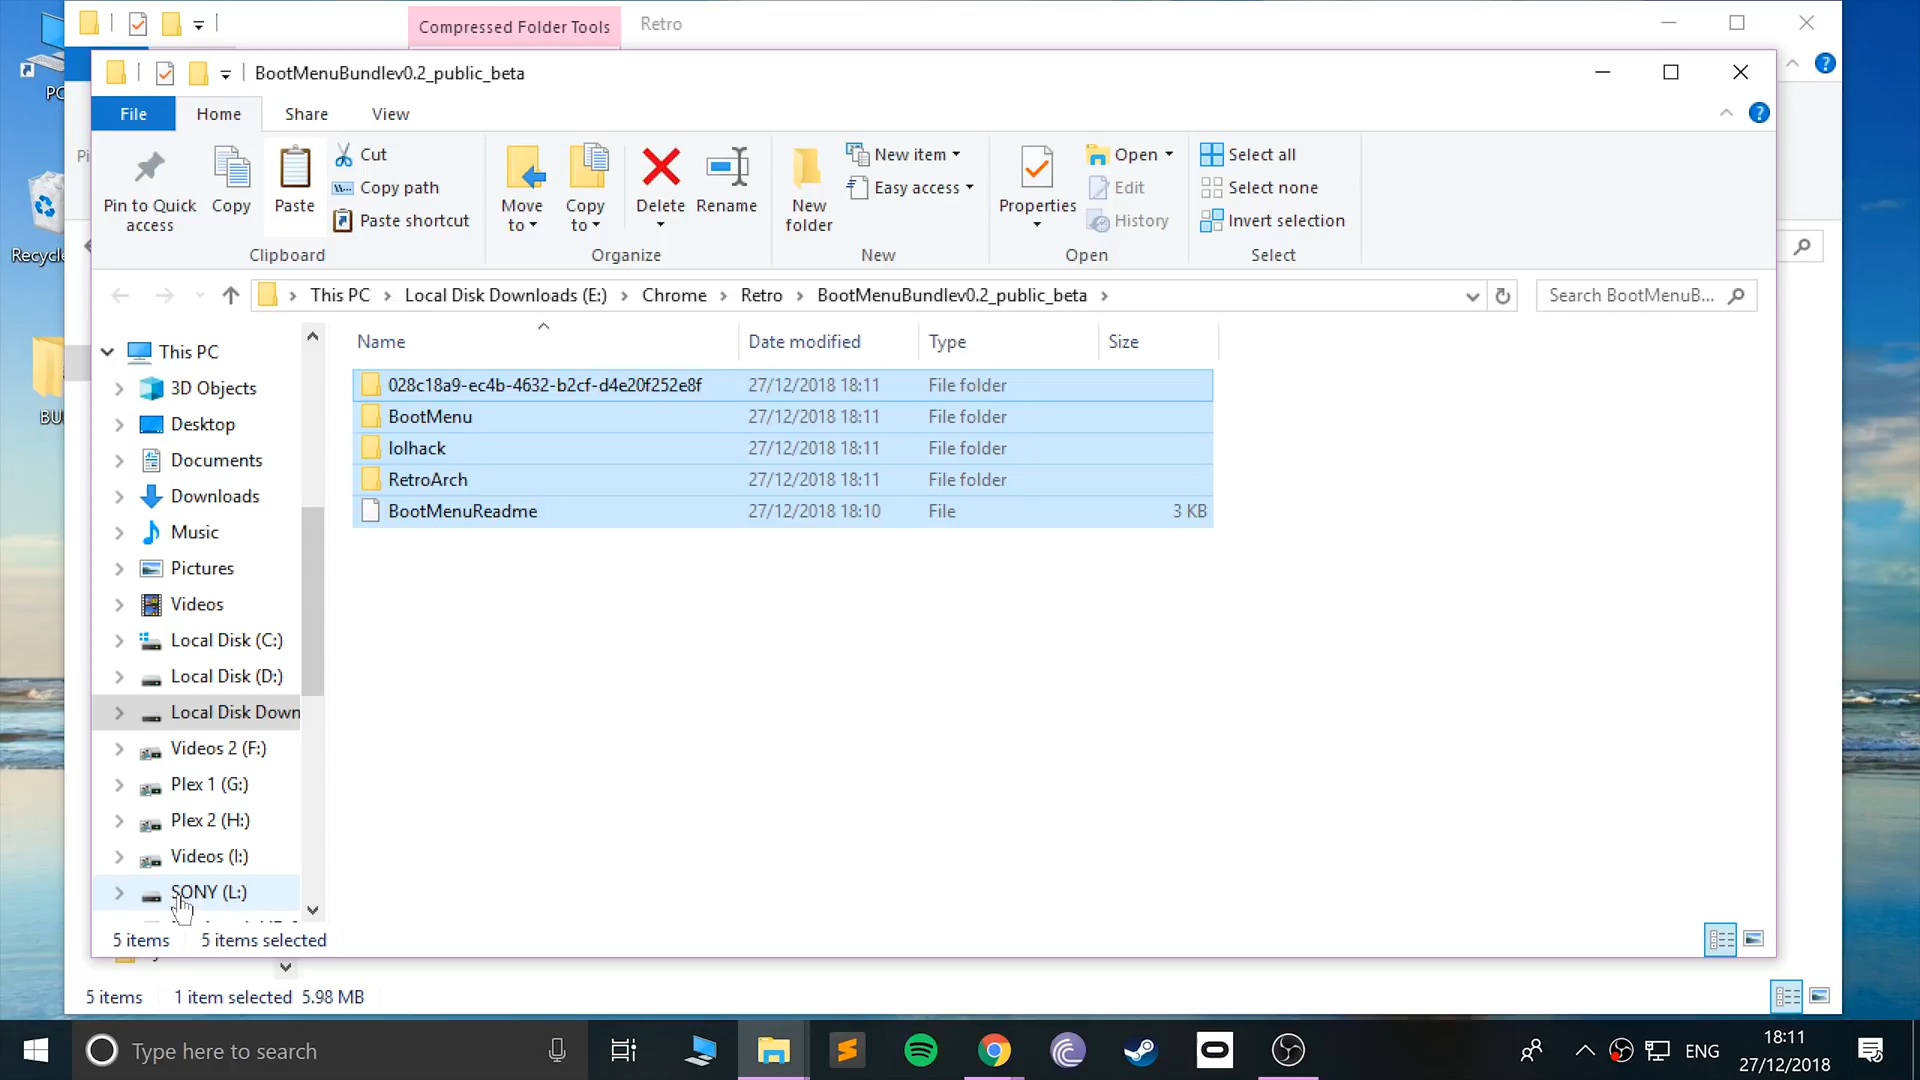 Compressed Folder Tools
Retro
PC
BootMenuBundlev0.2_public_beta
File
Home
Share
View
Pi
Pin to Quick access
Copy
Paste
Cut
Copy path
Paste shortcut
Clipboard
Move to
Copy to
Delete
Rename
Organize
New folder
New item
Easy access
New
Properties
Open
Edit
History
Open
Select all
Select none
Invert selection
Select
Recycle
This PC
Local Disk Downloads (E:)
Chrome
Retro
BootMenuBundlev0.2_public_beta
Search BootMenuB...
Name
Date modified
Type
Size
This PC
3D Objects
Desktop
Documents
Downloads
Music
Pictures
Videos
Local Disk (C:)
Local Disk (D:)
Local Disk Down
Videos 2 (F:)
Plex 1 (G:)
Plex 2 (H:)
Videos (I:)
SONY (L:)
BU
028c18a9-ec4b-4632-b2cf-d4e20f252e8f 27/12/2018 18:11 File folder
BootMenu 27/12/2018 18:11 File folder
lolhack 27/12/2018 18:11 File folder
RetroArch 27/12/2018 18:11 File folder
BootMenuReadme 27/12/2018 18:10 File 3 KB
5 items 5 items selected
5 items 1 item selected 5.98 MB
Type here to search
ENG
18:11
27/12/2018